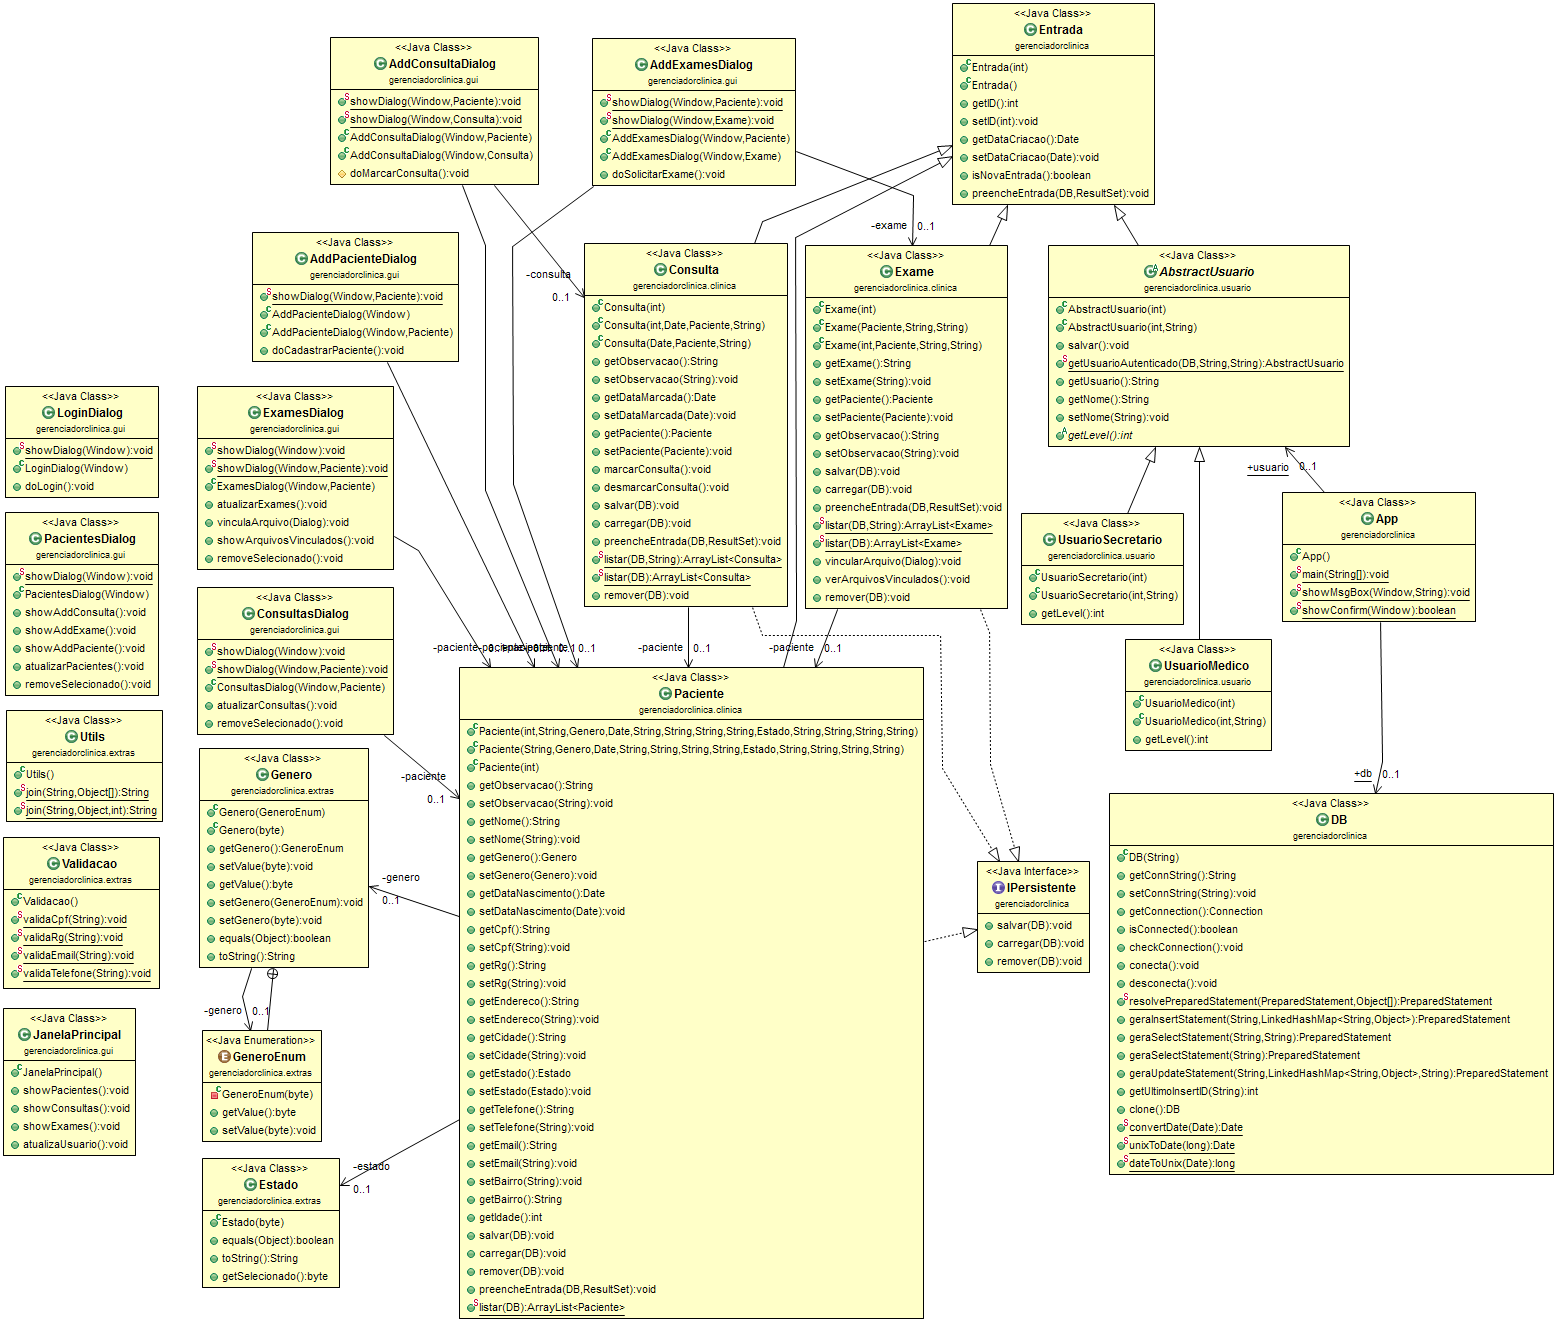 <<Java Class>>
Entrada
gerenciadorclinica
Entrada(int)
Entrada()
getID():int
setID(int):void
getDataCriacao():Date
setDataCriacao(Date):void
isNovaEntrada():boolean
preencheEntrada(DB,ResultSet):void
<<Java Class>>
AddConsultaDialog
gerenciadorclinica.gui
showDialog(Window,Paciente):void
showDialog(Window,Consulta):void
AddConsultaDialog(Window,Paciente)
AddConsultaDialog(Window,Consulta)
doMarcarConsulta():void
<<Java Class>>
AddExamesDialog
gerenciadorclinica.gui
showDialog(Window,Paciente):void
showDialog(Window,Exame):void
AddExamesDialog(Window,Paciente)
AddExamesDialog(Window,Exame)
doSolicitarExame():void
-exame
0..1
-consulta
0..1
<<Java Class>>
AddPacienteDialog
gerenciadorclinica.gui
showDialog(Window,Paciente):void
AddPacienteDialog(Window)
AddPacienteDialog(Window,Paciente)
doCadastrarPaciente():void
<<Java Class>>
Consulta
gerenciadorclinica.clinica
Consulta(int)
Consulta(int,Date,Paciente,String)
Consulta(Date,Paciente,String)
getObservacao():String
setObservacao(String):void
getDataMarcada():Date
setDataMarcada(Date):void
getPaciente():Paciente
setPaciente(Paciente):void
marcarConsulta():void
desmarcarConsulta():void
salvar(DB):void
carregar(DB):void
preencheEntrada(DB,ResultSet):void
listar(DB,String):ArrayList<Consulta>
listar(DB):ArrayList<Consulta>
remover(DB):void
<<Java Class>>
Exame
gerenciadorclinica.clinica
Exame(int)
Exame(Paciente,String,String)
Exame(int,Paciente,String,String)
getExame():String
setExame(String):void
getPaciente():Paciente
setPaciente(Paciente):void
getObservacao():String
setObservacao(String):void
salvar(DB):void
carregar(DB):void
preencheEntrada(DB,ResultSet):void
listar(DB,String):ArrayList<Exame>
listar(DB):ArrayList<Exame>
vincularArquivo(Dialog):void
verArquivosVinculados():void
remover(DB):void
<<Java Class>>
AbstractUsuario
gerenciadorclinica.usuario
AbstractUsuario(int)
AbstractUsuario(int,String)
salvar():void
getUsuarioAutenticado(DB,String,String):AbstractUsuario
getUsuario():String
getNome():String
setNome(String):void
getLevel():int
+usuario
0..1
<<Java Class>>
LoginDialog
gerenciadorclinica.gui
showDialog(Window):void
LoginDialog(Window)
doLogin():void
<<Java Class>>
ExamesDialog
gerenciadorclinica.gui
showDialog(Window):void
showDialog(Window,Paciente):void
ExamesDialog(Window,Paciente)
atualizarExames():void
vinculaArquivo(Dialog):void
showArquivosVinculados():void
removeSelecionado():void
<<Java Class>>
PacientesDialog
gerenciadorclinica.gui
showDialog(Window):void
PacientesDialog(Window)
showAddConsulta():void
showAddExame():void
showAddPaciente():void
atualizarPacientes():void
removeSelecionado():void
<<Java Class>>
ConsultasDialog
gerenciadorclinica.gui
showDialog(Window):void
showDialog(Window,Paciente):void
ConsultasDialog(Window,Paciente)
atualizarConsultas():void
removeSelecionado():void
<<Java Class>>
UsuarioSecretario
gerenciadorclinica.usuario
UsuarioSecretario(int)
UsuarioSecretario(int,String)
getLevel():int
<<Java Class>>
App
gerenciadorclinica
App()
main(String[]):void
showMsgBox(Window,String):void
showConfirm(Window):boolean
<<Java Class>>
UsuarioMedico
gerenciadorclinica.usuario
UsuarioMedico(int)
UsuarioMedico(int,String)
getLevel():int
-paciente
0..1
-paciente
0..1
-paciente
0..1
-paciente
0..1
<<Java Class>>
Paciente
gerenciadorclinica.clinica
Paciente(int,String,Genero,Date,String,String,String,String,Estado,String,String,String,String)
Paciente(String,Genero,Date,String,String,String,String,Estado,String,String,String,String)
Paciente(int)
getObservacao():String
setObservacao(String):void
getNome():String
setNome(String):void
getGenero():Genero
setGenero(Genero):void
getDataNascimento():Date
setDataNascimento(Date):void
getCpf():String
setCpf(String):void
getRg():String
setRg(String):void
getEndereco():String
setEndereco(String):void
getCidade():String
setCidade(String):void
getEstado():Estado
setEstado(Estado):void
getTelefone():String
setTelefone(String):void
getEmail():String
setEmail(String):void
setBairro(String):void
getBairro():String
getIdade():int
salvar(DB):void
carregar(DB):void
remover(DB):void
preencheEntrada(DB,ResultSet):void
listar(DB):ArrayList<Paciente>
<<Java Class>>
Utils
gerenciadorclinica.extras
Utils()
join(String,Object[]):String
join(String,Object,int):String
<<Java Class>>
Genero
gerenciadorclinica.extras
Genero(GeneroEnum)
Genero(byte)
getGenero():GeneroEnum
setValue(byte):void
getValue():byte
setGenero(GeneroEnum):void
setGenero(byte):void
equals(Object):boolean
toString():String
-genero
0..1
<<Java Class>>
Validacao
gerenciadorclinica.extras
Validacao()
validaCpf(String):void
validaRg(String):void
validaEmail(String):void
validaTelefone(String):void
<<Java Interface>>
IPersistente
gerenciadorclinica
salvar(DB):void
carregar(DB):void
remover(DB):void
+db
0..1
<<Java Class>>
DB
gerenciadorclinica
DB(String)
getConnString():String
setConnString(String):void
getConnection():Connection
isConnected():boolean
checkConnection():void
conecta():void
desconecta():void
resolvePreparedStatement(PreparedStatement,Object[]):PreparedStatement
geraInsertStatement(String,LinkedHashMap<String,Object>):PreparedStatement
geraSelectStatement(String,String):PreparedStatement
geraSelectStatement(String):PreparedStatement
geraUpdateStatement(String,LinkedHashMap<String,Object>,String):PreparedStatement
getUltimoInsertID(String):int
clone():DB
convertDate(Date):Date
unixToDate(long):Date
dateToUnix(Date):long
<<Java Class>>
JanelaPrincipal
gerenciadorclinica.gui
JanelaPrincipal()
showPacientes():void
showConsultas():void
showExames():void
atualizaUsuario():void
-genero
0..1
<<Java Enumeration>>
GeneroEnum
gerenciadorclinica.extras
GeneroEnum(byte)
getValue():byte
setValue(byte):void
-estado
0..1
<<Java Class>>
Estado
gerenciadorclinica.extras
Estado(byte)
equals(Object):boolean
toString():String
getSelecionado():byte